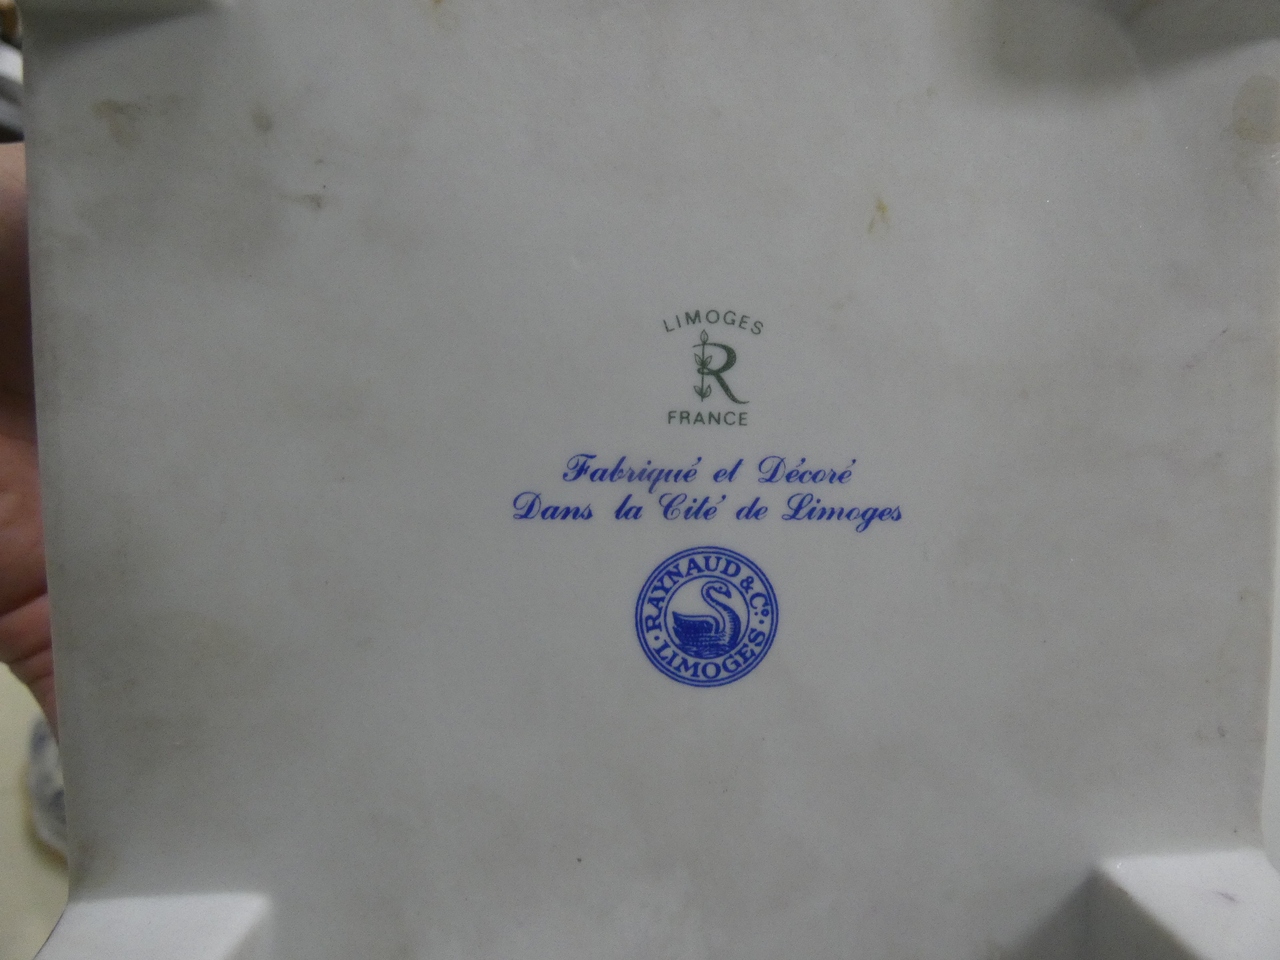 LIMOGES
R
FRANCE
Fabriqué et Décoré
Dans la Cité de Limoges
RAYNAUD & Cº.
· LIMOGES ·